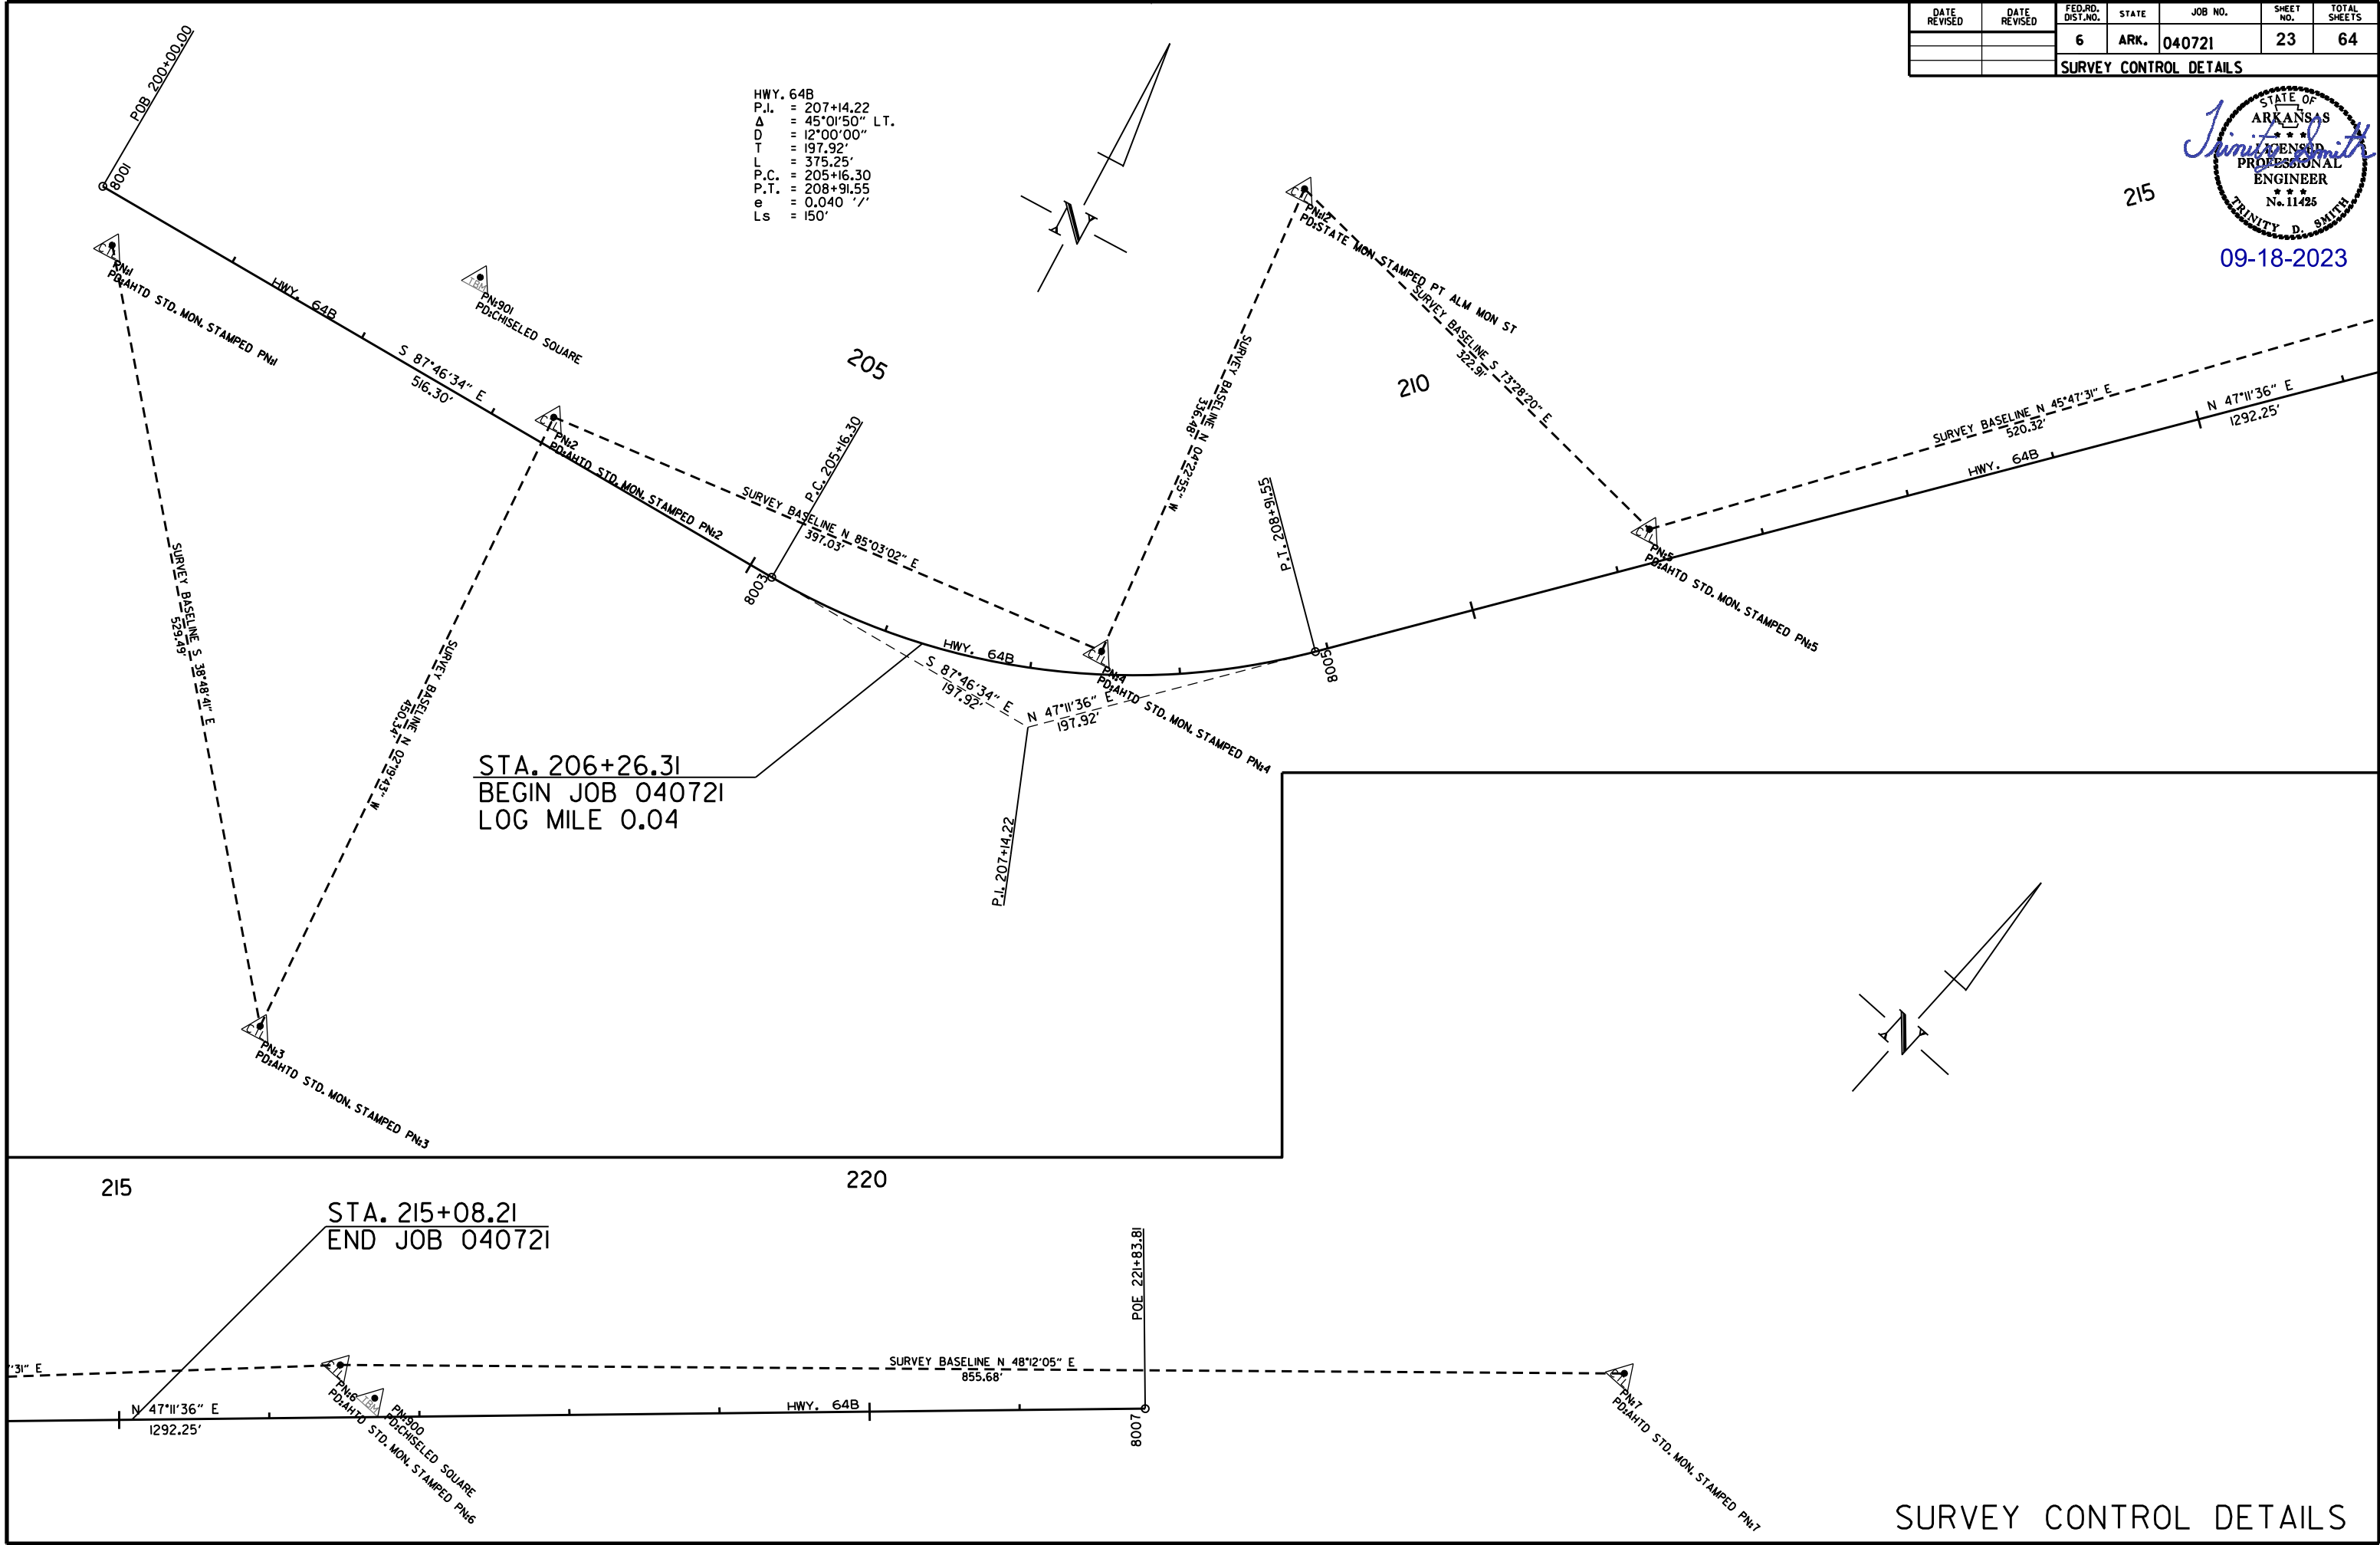 DATE REVISED
DATE REVISED
FED.RD. DIST.NO.
STATE
JOB NO.
SHEET NO.
TOTAL SHEETS
6
ARK.
040721
23
64
SURVEY CONTROL DETAILS
STATE OF
ARKANSAS
LICENSED
PROFESSIONAL
ENGINEER
No. 11425
TRINITY D. SMITH
Trinity Smith
09-18-2023
POB 200+00.00
8001
HWY. 64B
P.I. = 207+14.22
Δ = 45°01'50" LT.
D = 12°00'00"
T = 197.92'
L = 375.25'
P.C. = 205+16.30
P.T. = 208+91.55
e = 0.040 '/'
Ls = 150'
N
215
CTL
PN:1
PD:AHTD STD. MON. STAMPED PN:1
HWY. 64B
TBM
PN:901
PD:CHISELED SQUARE
S 87°46'34" E
516.30'
205
CTL
PN:12
PD:STATE MON STAMPED PT ALM MON ST
SURVEY BASELINE S 73°28'20" E
322.91'
210
SURVEY BASELINE N 04°22'55" W
336.48'
CTL
PN:2
PD:AHTD STD. MON. STAMPED PN:2
P.C. 205+16.30
8003
SURVEY BASELINE N 85°03'02" E
397.03'
P.T. 208+91.55
8005
CTL
PN:5
PD:AHTD STD. MON. STAMPED PN:5
SURVEY BASELINE N 45°47'31" E
520.32'
HWY. 64B
N 47°11'36" E
1292.25'
SURVEY BASELINE S 38°48'41" E
529.49'
SURVEY BASELINE N 02°19'43" W
450.34'
HWY. 64B
S 87°46'34" E
197.92'
N 47°11'36" E
197.92'
CTL
PN:4
PD:AHTD STD. MON. STAMPED PN:4
STA. 206+26.31
BEGIN JOB 040721
LOG MILE 0.04
P.I. 207+14.22
CTL
PN:3
PD:AHTD STD. MON. STAMPED PN:3
N
215
220
STA. 215+08.21
END JOB 040721
POE 221+83.81
8007
'31" E
CTL
PN:6
PD:AHTD STD. MON. STAMPED PN:6
TBM
PN:900
PD:CHISELED SQUARE
SURVEY BASELINE N 48°12'05" E
855.68'
N 47°11'36" E
1292.25'
HWY. 64B
CTL
PN:7
PD:AHTD STD. MON. STAMPED PN:7
SURVEY CONTROL DETAILS